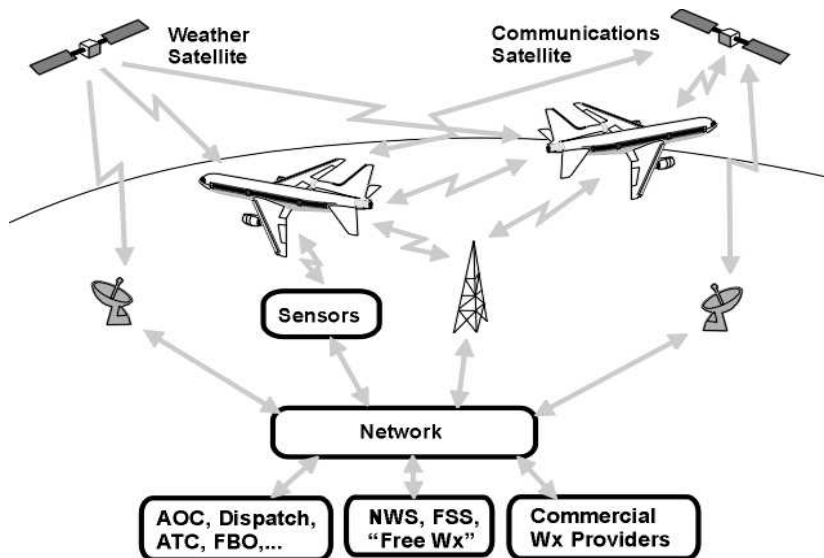 Weather
Satellite
Communications
Satellite
Sensors
Network
AOC, Dispatch,
ATC, FBO,...
NWS, FSS,
“Free Wx”
Commercial
Wx Providers